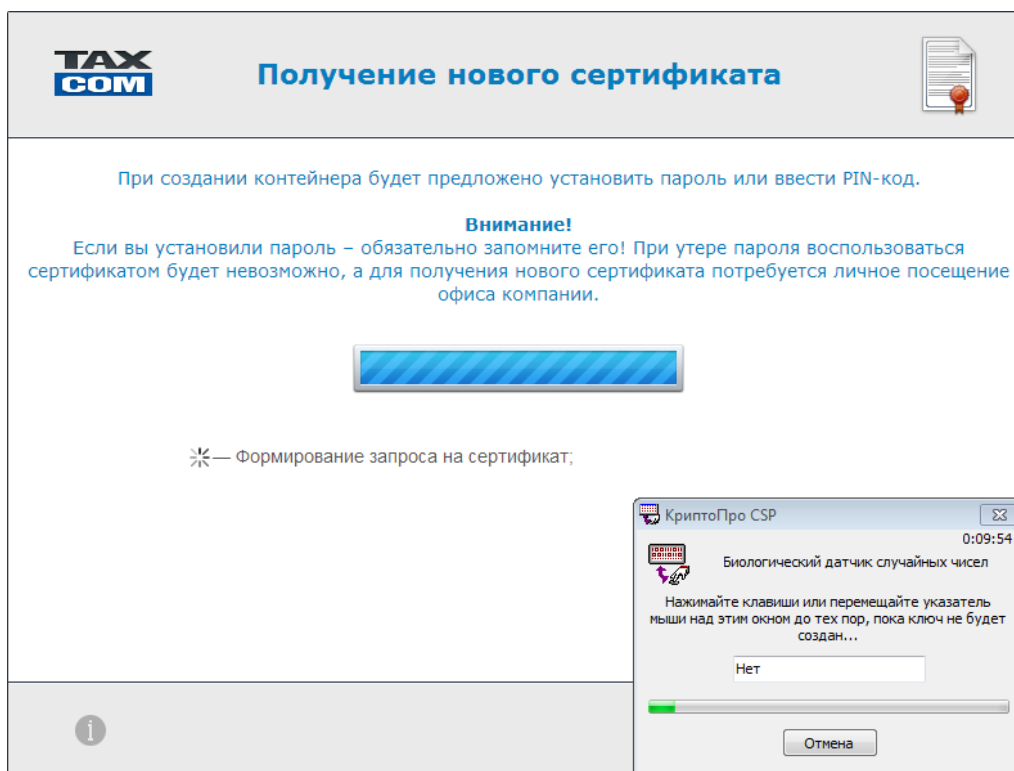 TAX
COM
Получение нового сертификата
При создании контейнера будет предложено установить пароль или ввести PIN-код.
Внимание!
Если вы установили пароль – обязательно запомните его! При утере пароля воспользоваться
сертификатом будет невозможно, а для получения нового сертификата потребуется личное посещение
офиса компании.
— Формирование запроса на сертификат;
КриптоПро CSP
0:09:54
Биологический датчик случайных чисел
Нажимайте клавиши или перемещайте указатель
мыши над этим окном до тех пор, пока ключ не будет
создан...
Нет
Отмена